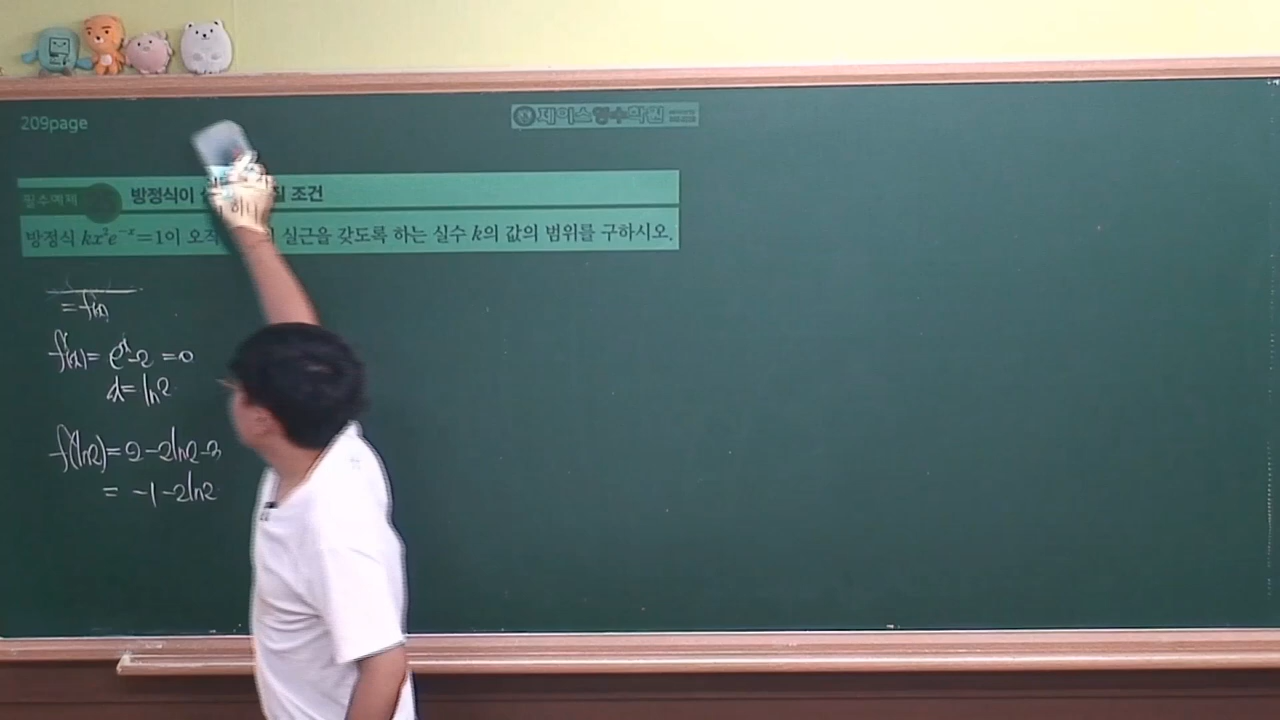 209page
제이스영수학원
필수예제
방정식이 조건
방정식 kx²e⁻ˣ=1이 오직 실근을 갖도록 하는 실수 k의 값의 범위를 구하시오.
= f(x)
f'(x) = eˣ-2 = 0
x = ln2
f(ln2) = 2-2ln2-3
= -1-2ln2